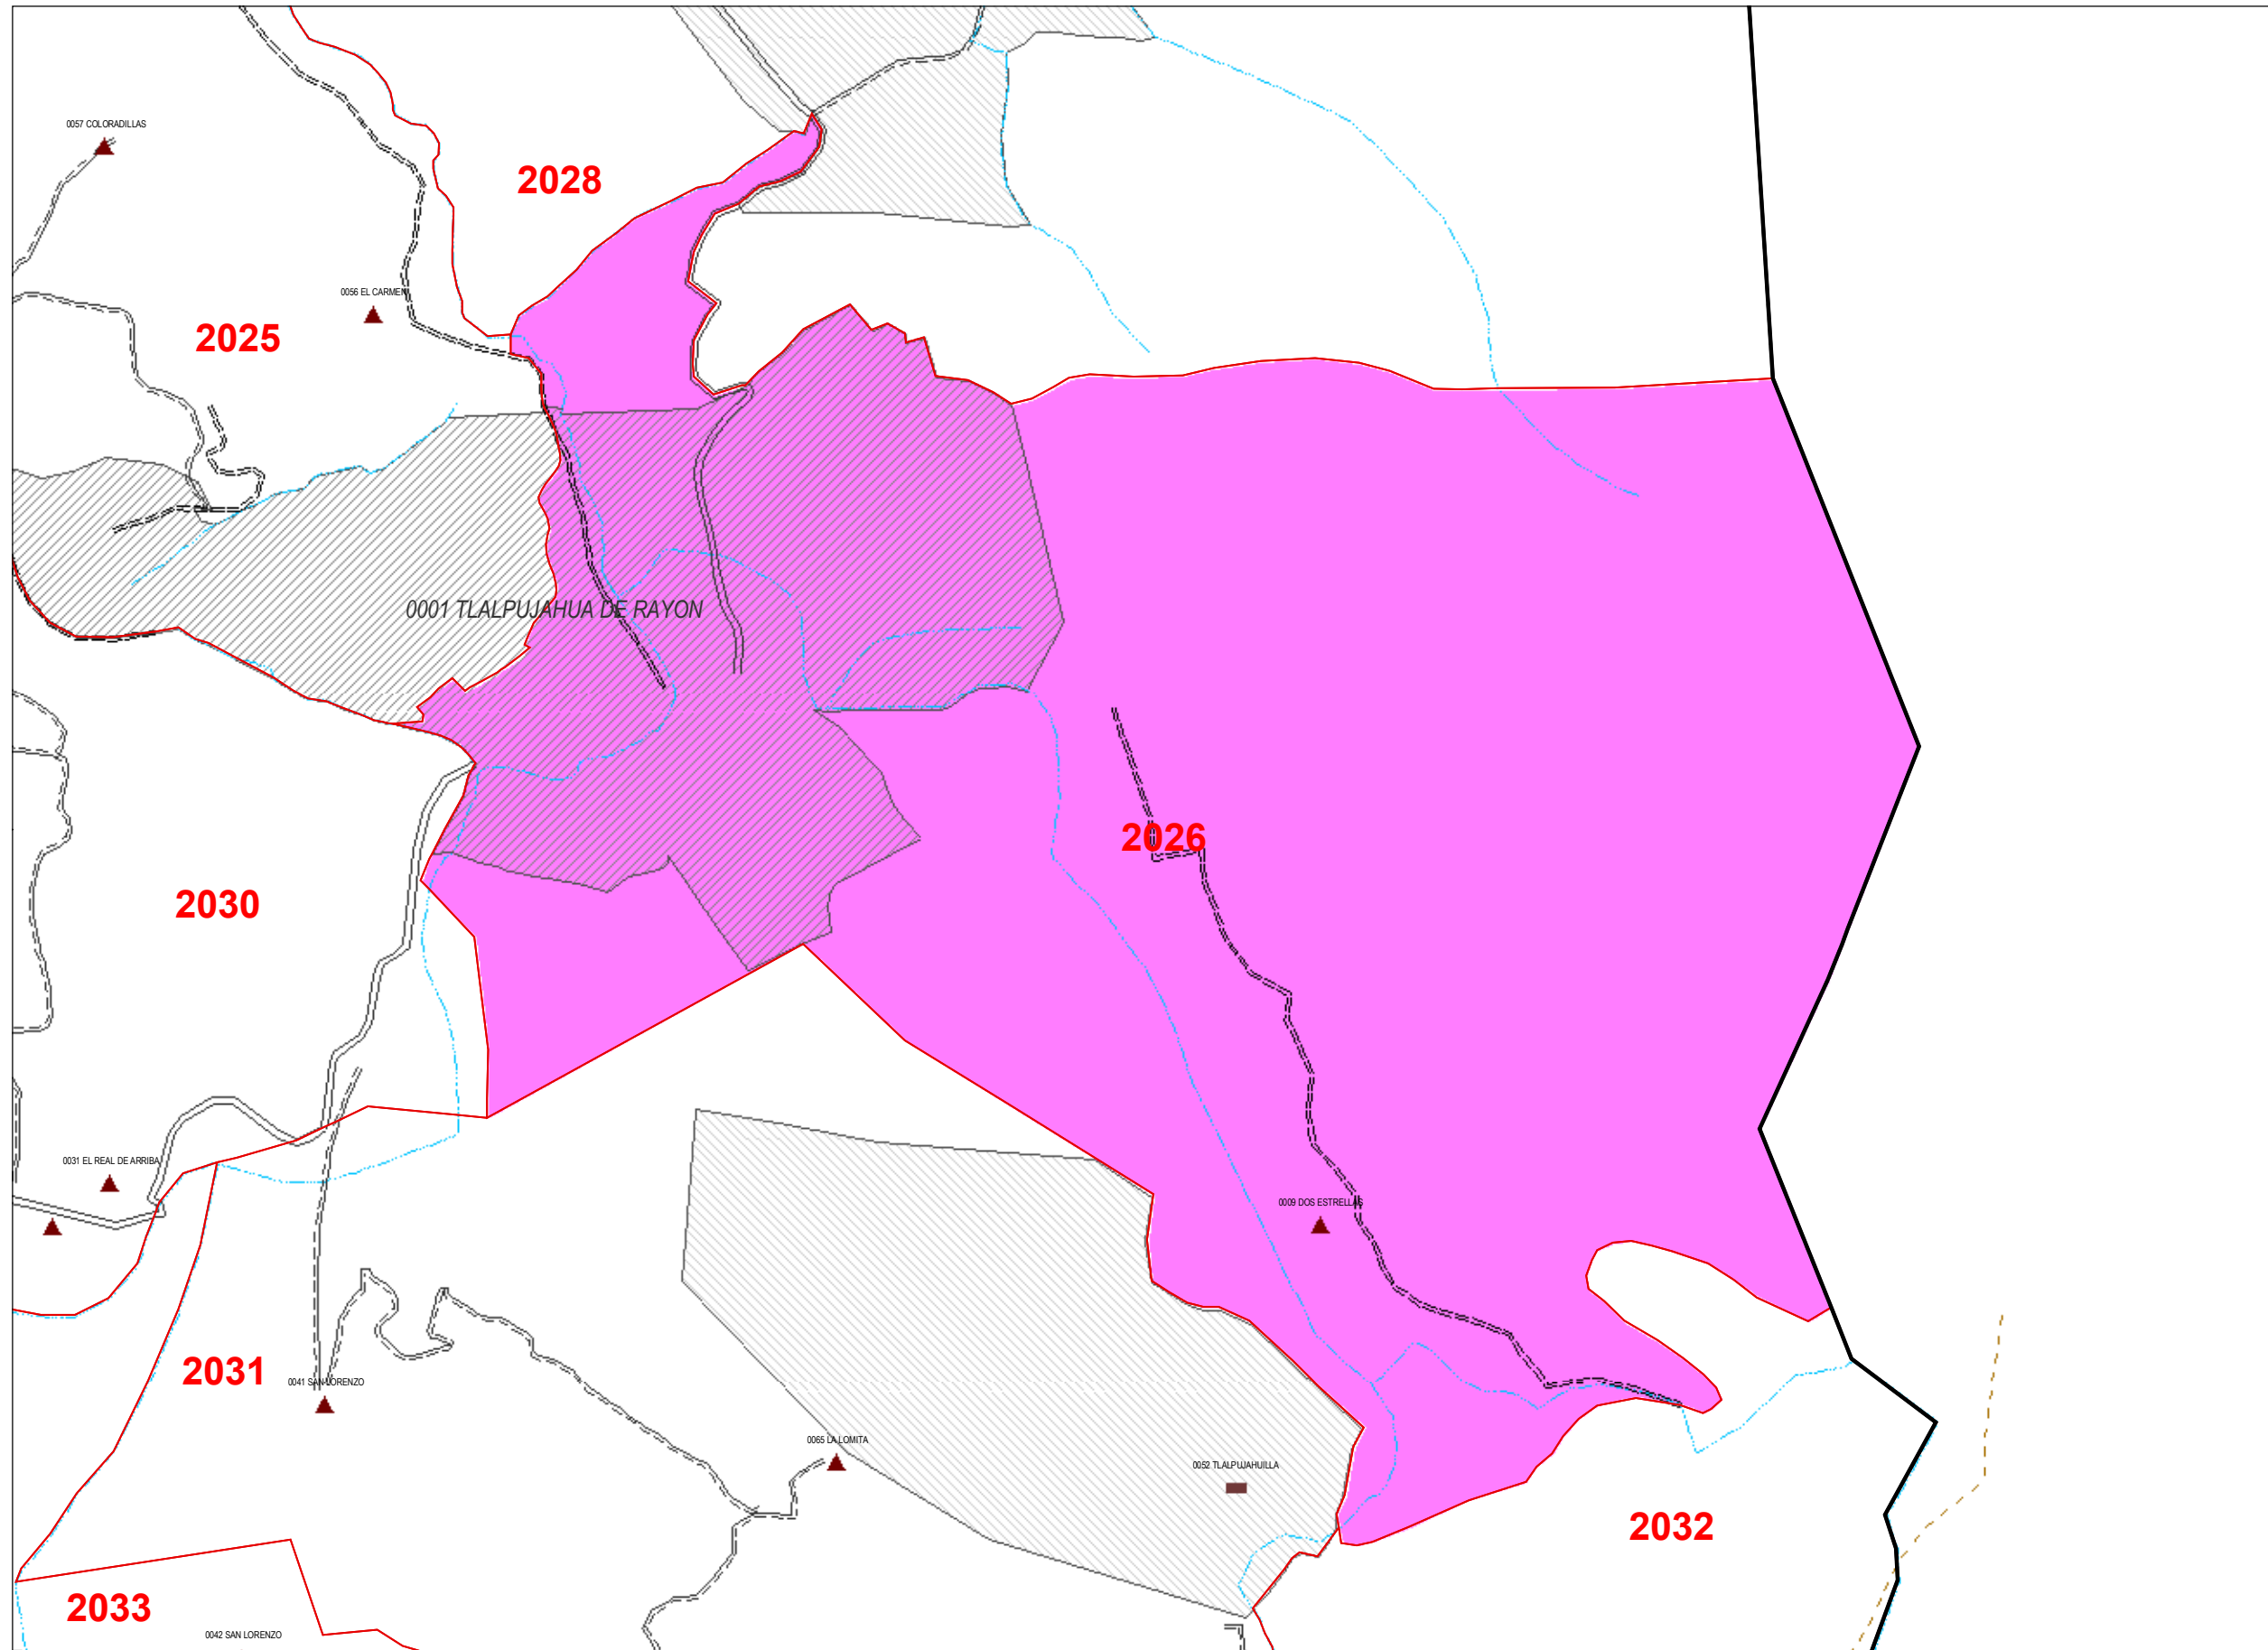 0057 COLORADILLAS
2028
0056 EL CARMEN
2025
0001 TLALPUJAHUA DE RAYON
2026
2030
0031 EL REAL DE ARRIBA
0009 DOS ESTRELLAS
2031
0041 SAN LORENZO
0065 LA LOMITA
0052 TLALPUJAHUILLA
2032
2033
0042 SAN LORENZO